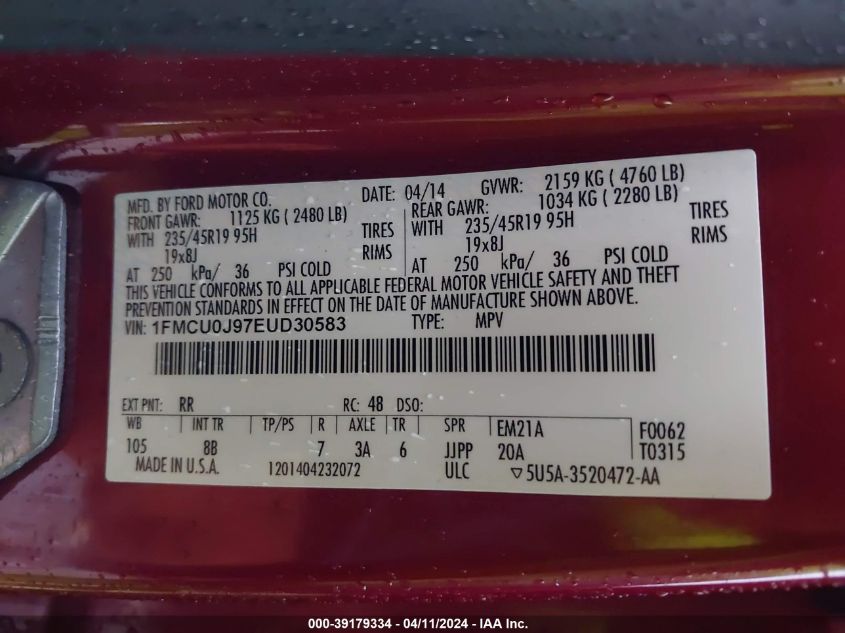 MFD. BY FORD MOTOR CO. DATE: 04/14 GVWR: 2159 KG ( 4760 LB)
FRONT GAWR: 1125 KG ( 2480 LB) REAR GAWR: 1034 KG ( 2280 LB)
WITH 235/45R19 95H TIRES WITH 235/45R19 95H TIRES
19x8J RIMS 19x8J RIMS
AT 250 kPa/ 36 PSI COLD AT 250 kPa/ 36 PSI COLD
THIS VEHICLE CONFORMS TO ALL APPLICABLE FEDERAL MOTOR VEHICLE SAFETY AND THEFT
PREVENTION STANDARDS IN EFFECT ON THE DATE OF MANUFACTURE SHOWN ABOVE.
VIN: 1FMCU0J97EUD30583 TYPE: MPV
EXT PNT: RR RC: 48 DSO:
WB INT TR TP/PS R AXLE TR SPR EM21A F0062
105 8B 7 3A 6 JJPP 20A T0315
MADE IN U.S.A. 1201404232072 ULC ▽5U5A-3520472-AA
000-39179334 - 04/11/2024 - IAAI.com - Copyright IAA, LLC.